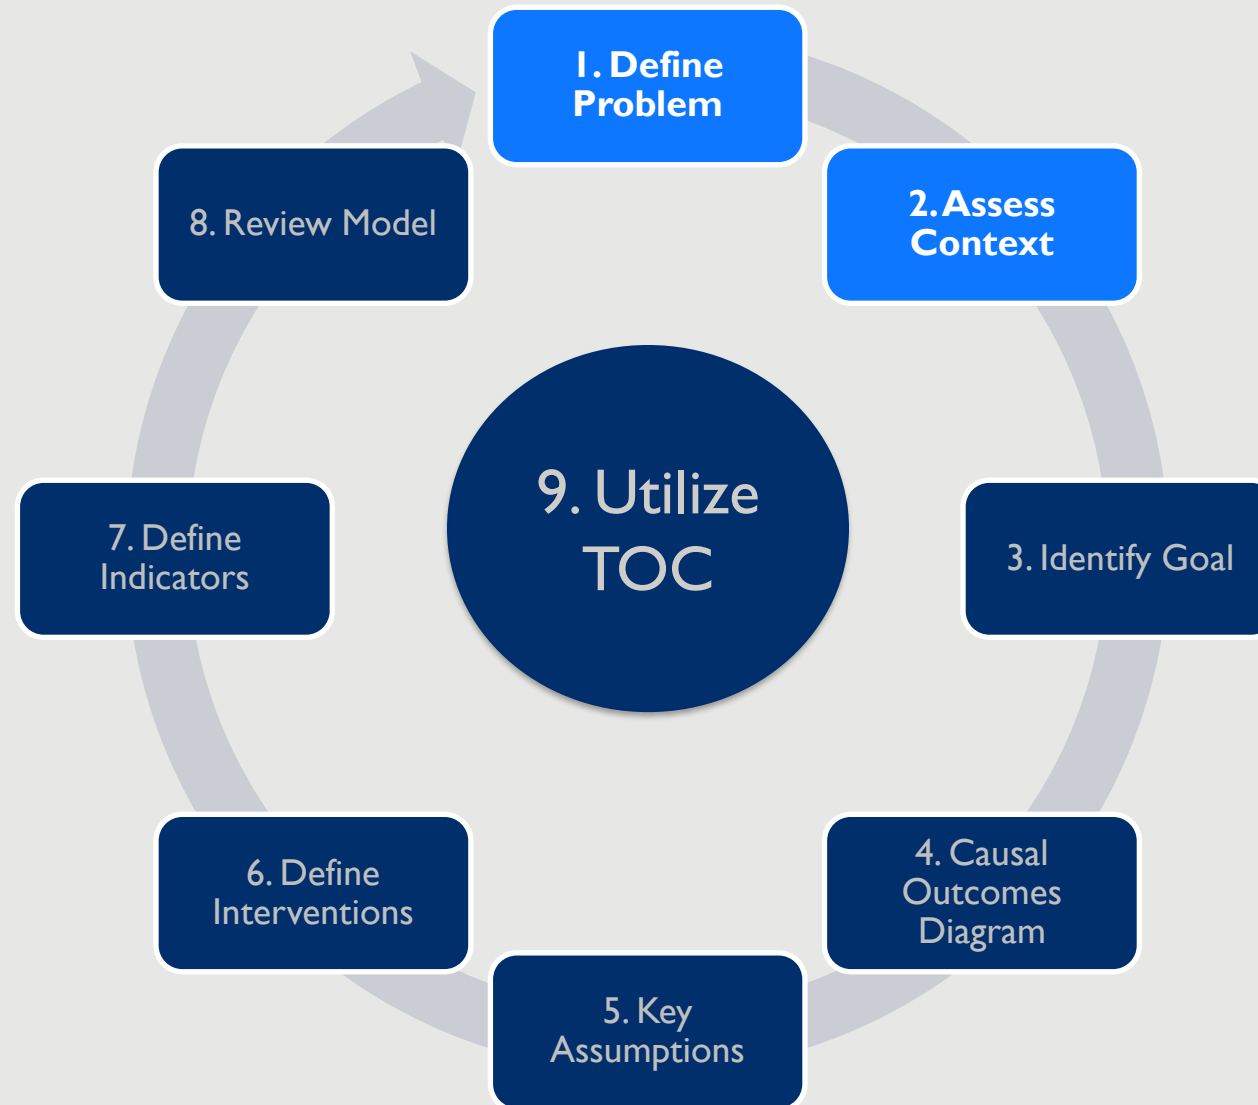 1. Define
Problem
2. Assess
Context
3. Identify Goal
4. Causal
Outcomes
Diagram
5. Key
Assumptions
6. Define
Interventions
7. Define
Indicators
8. Review Model
9. Utilize
TOC